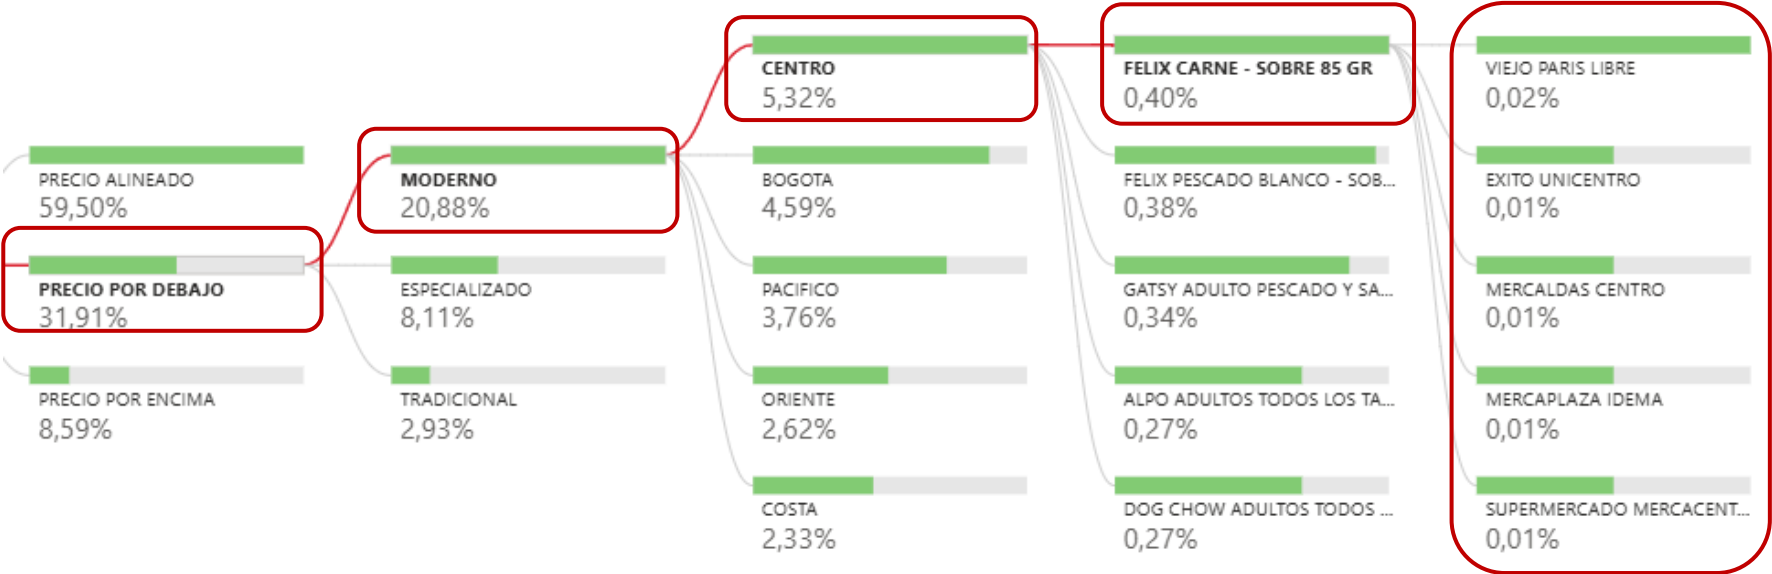 PRECIO ALINEADO
59,50%
PRECIO POR DEBAJO
31,91%
PRECIO POR ENCIMA
8,59%
MODERNO
20,88%
ESPECIALIZADO
8,11%
TRADICIONAL
2,93%
CENTRO
5,32%
BOGOTA
4,59%
PACIFICO
3,76%
ORIENTE
2,62%
COSTA
2,33%
FELIX CARNE - SOBRE 85 GR
0,40%
FELIX PESCADO BLANCO - SOB...
0,38%
GATSY ADULTO PESCADO Y SA...
0,34%
ALPO ADULTOS TODOS LOS TA...
0,27%
DOG CHOW ADULTOS TODOS ...
0,27%
VIEJO PARIS LIBRE
0,02%
EXITO UNICENTRO
0,01%
MERCALDAS CENTRO
0,01%
MERCAPLAZA IDEMA
0,01%
SUPERMERCADO MERCACENT...
0,01%